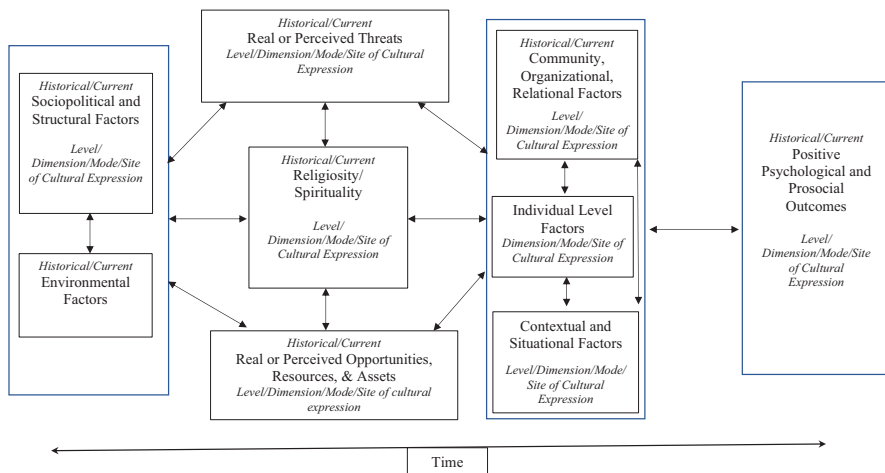 Historical/Current
Sociopolitical and
Structural Factors
Level/
Dimension/Mode/Site
of Cultural Expression
Historical/Current
Environmental
Factors
Historical/Current
Real or Perceived Threats
Level/Dimension/Mode/Site of Cultural
Expression
Historical/Current
Religiosity/
Spirituality
Level/
Dimension/Mode/Site of
Cultural Expression
Historical/Current
Real or Perceived Opportunities,
Resources, & Assets
Level/Dimension/Mode/Site of cultural
expression
Historical/Current
Community,
Organizational,
Relational Factors
Level/
Dimension/Mode/Site of
Cultural Expression
Individual Level
Factors
Dimension/Mode/Site of
Cultural Expression
Contextual and
Situational Factors
Level/Dimension/Mode/
Site of Cultural
Expression
Historical/Current
Positive
Psychological and
Prosocial
Outcomes
Level/
Dimension/Mode/Site
of Cultural
Expression
Time